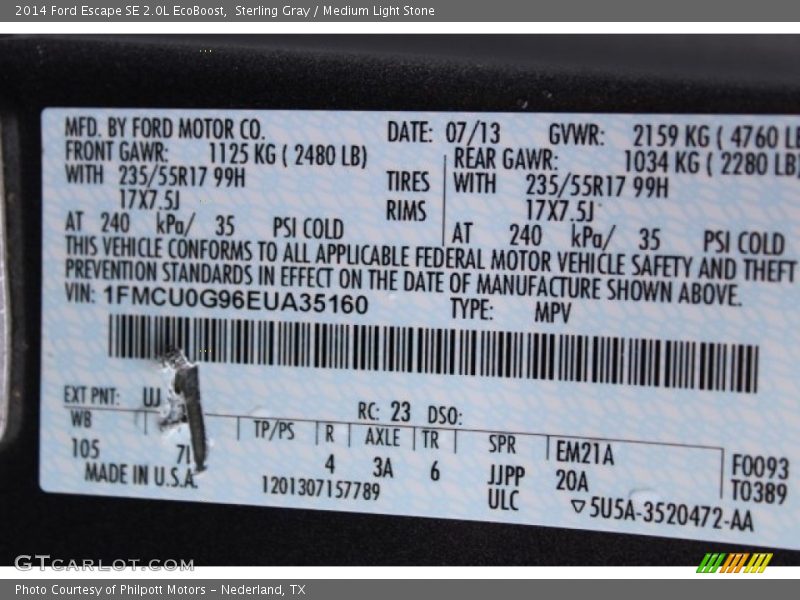 2014 Ford Escape SE 2.0L EcoBoost,  Sterling Gray / Medium Light Stone
MFD. BY FORD MOTOR CO. DATE: 07/13 GVWR: 2159 KG ( 4760 LB
FRONT GAWR: 1125 KG ( 2480 LB) REAR GAWR: 1034 KG ( 2280 LB)
WITH 235/55R17 99H TIRES WITH 235/55R17 99H
17X7.5J RIMS 17X7.5J
AT 240 kPa/ 35 PSI COLD AT 240 kPa/ 35 PSI COLD
THIS VEHICLE CONFORMS TO ALL APPLICABLE FEDERAL MOTOR VEHICLE SAFETY AND THEFT
PREVENTION STANDARDS IN EFFECT ON THE DATE OF MANUFACTURE SHOWN ABOVE.
VIN: 1FMCU0G96EUA35160 TYPE: MPV
EXT PNT: UJ RC: 23 DSO:
WB TP/PS R AXLE TR SPR EM21A
105 7I 4 3A 6 JJPP 20A F0093
MADE IN U.S.A. 1201307157789 ULC ▽5U5A-3520472-AA T0389
GTCARLOT.COM
Photo Courtesy of Philpott Motors – Nederland, TX